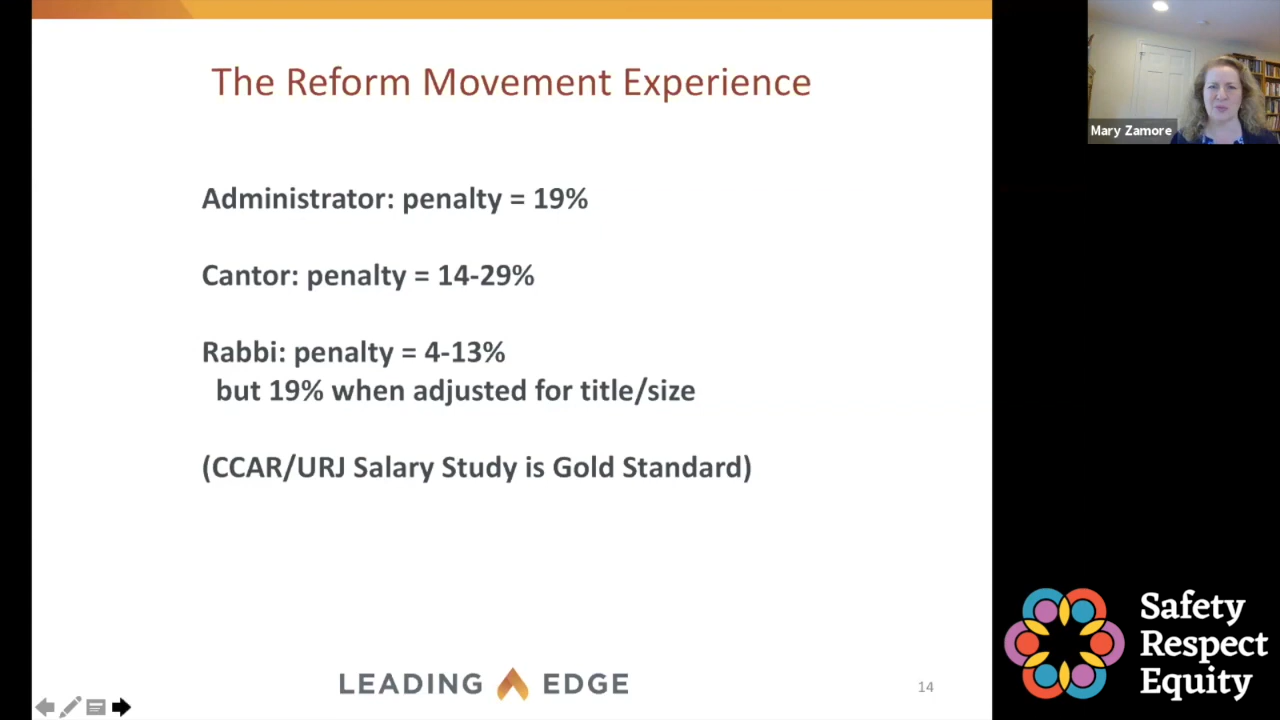 The Reform Movement Experience
Administrator: penalty = 19%
Cantor: penalty = 14-29%
Rabbi: penalty = 4-13%
but 19% when adjusted for title/size
(CCAR/URJ Salary Study is Gold Standard)
LEADING EDGE
14
Mary Zamore
Safety
Respect
Equity